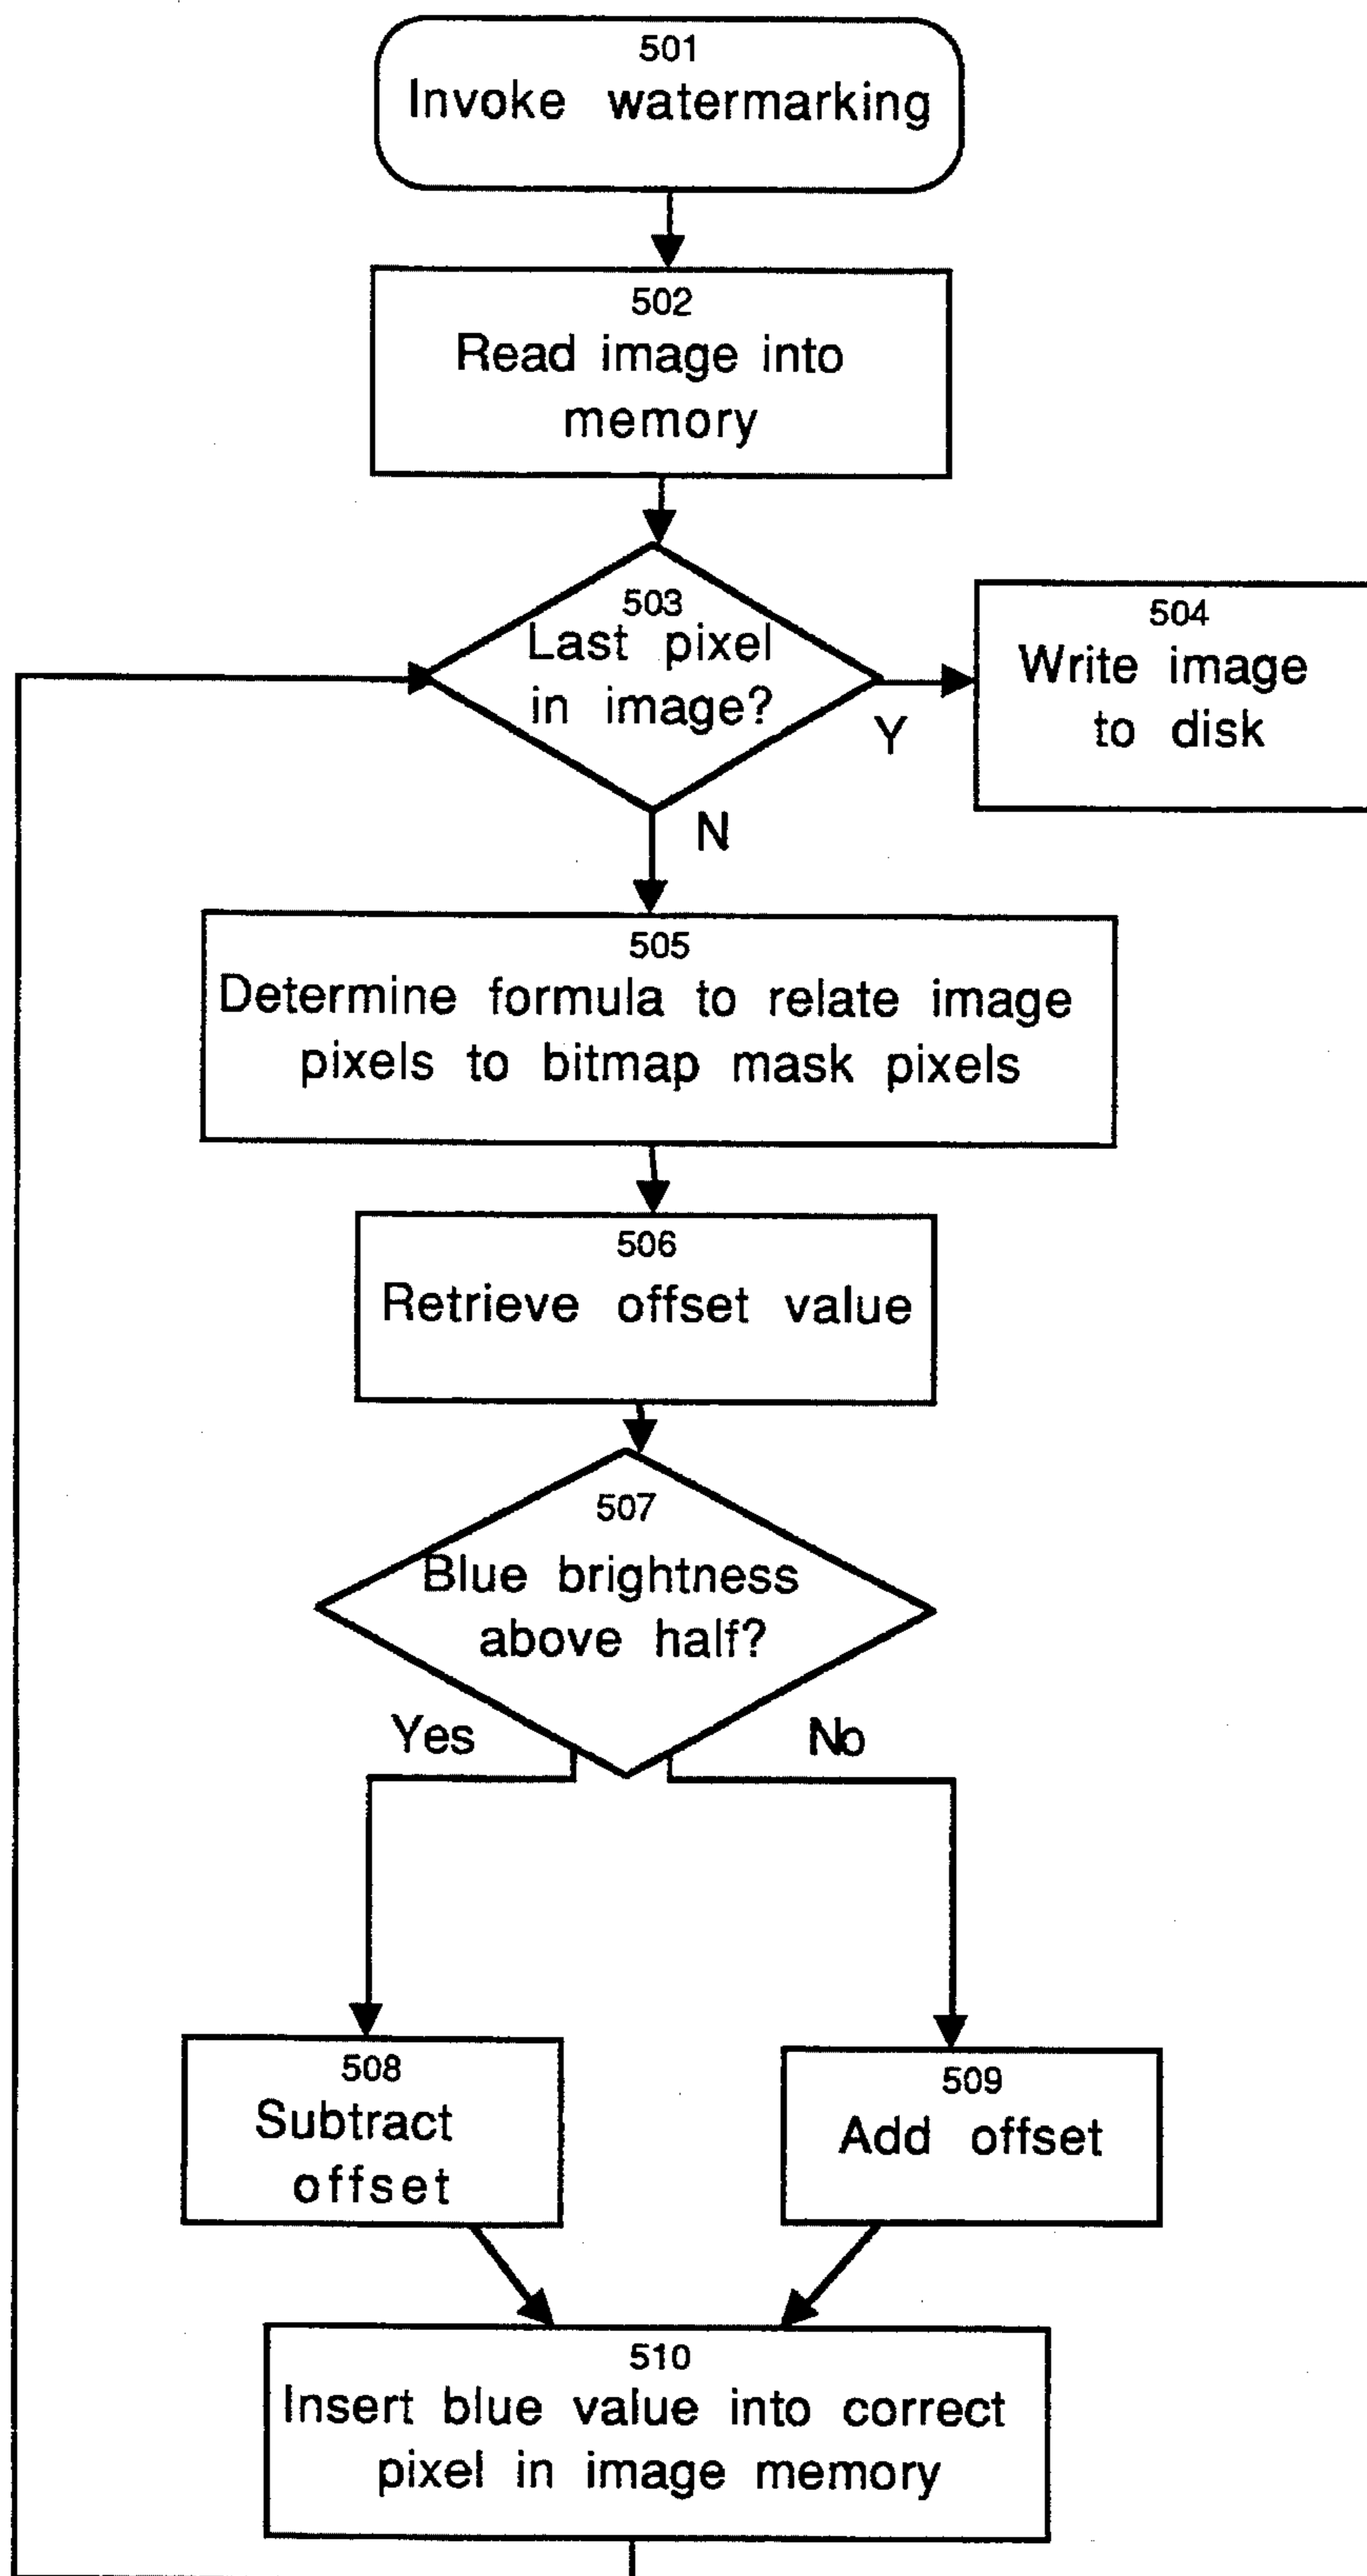 501
Invoke watermarking
502
Read image into
memory
503
Last pixel
in image?
Y
504
Write image
to disk
N
505
Determine formula to relate image
pixels to bitmap mask pixels
506
Retrieve offset value
507
Blue brightness
above half?
Yes
No
508
Subtract
offset
509
Add offset
510
Insert blue value into correct
pixel in image memory